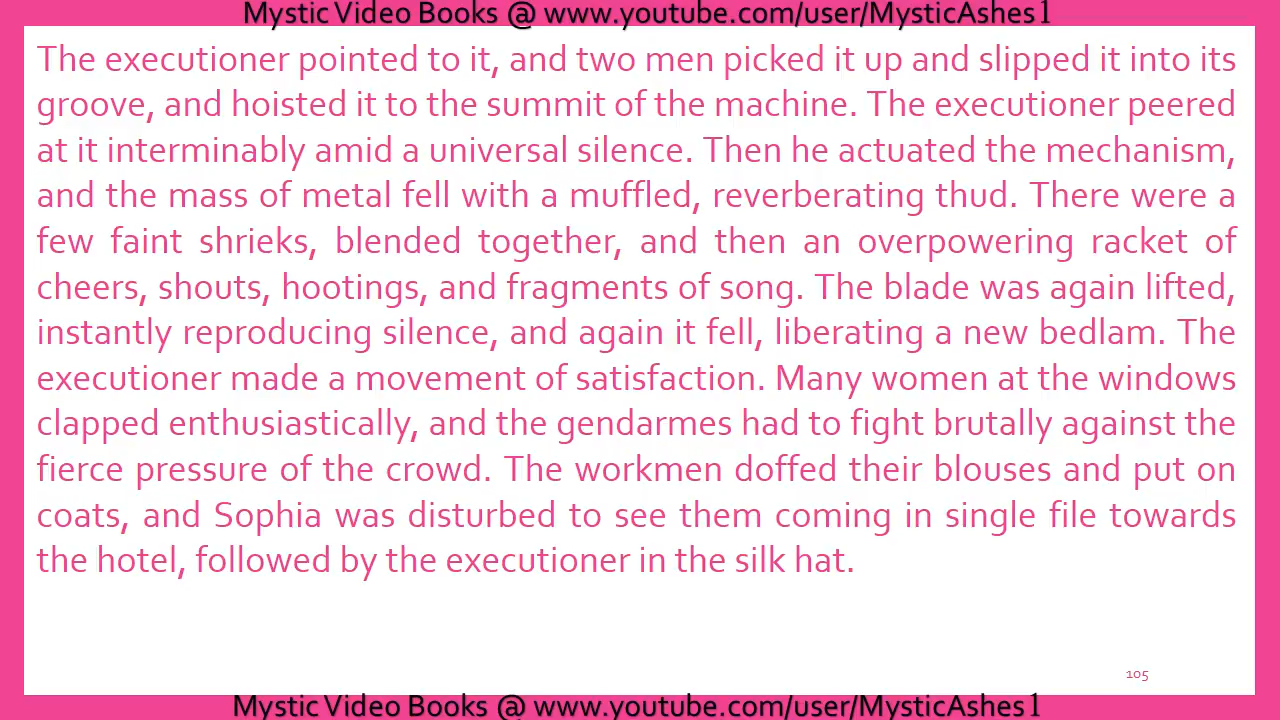 Mystic Video Books @ www.youtube.com/user/MysticAshes1
The executioner pointed to it, and two men picked it up and slipped it into its
groove, and hoisted it to the summit of the machine. The executioner peered
at it interminably amid a universal silence. Then he actuated the mechanism,
and the mass of metal fell with a muffled, reverberating thud. There were a
few faint shrieks, blended together, and then an overpowering racket of
cheers, shouts, hootings, and fragments of song. The blade was again lifted,
instantly reproducing silence, and again it fell, liberating a new bedlam. The
executioner made a movement of satisfaction. Many women at the windows
clapped enthusiastically, and the gendarmes had to fight brutally against the
fierce pressure of the crowd. The workmen doffed their blouses and put on
coats, and Sophia was disturbed to see them coming in single file towards
the hotel, followed by the executioner in the silk hat.
105
Mystic Video Books @ www.youtube.com/user/MysticAshes1